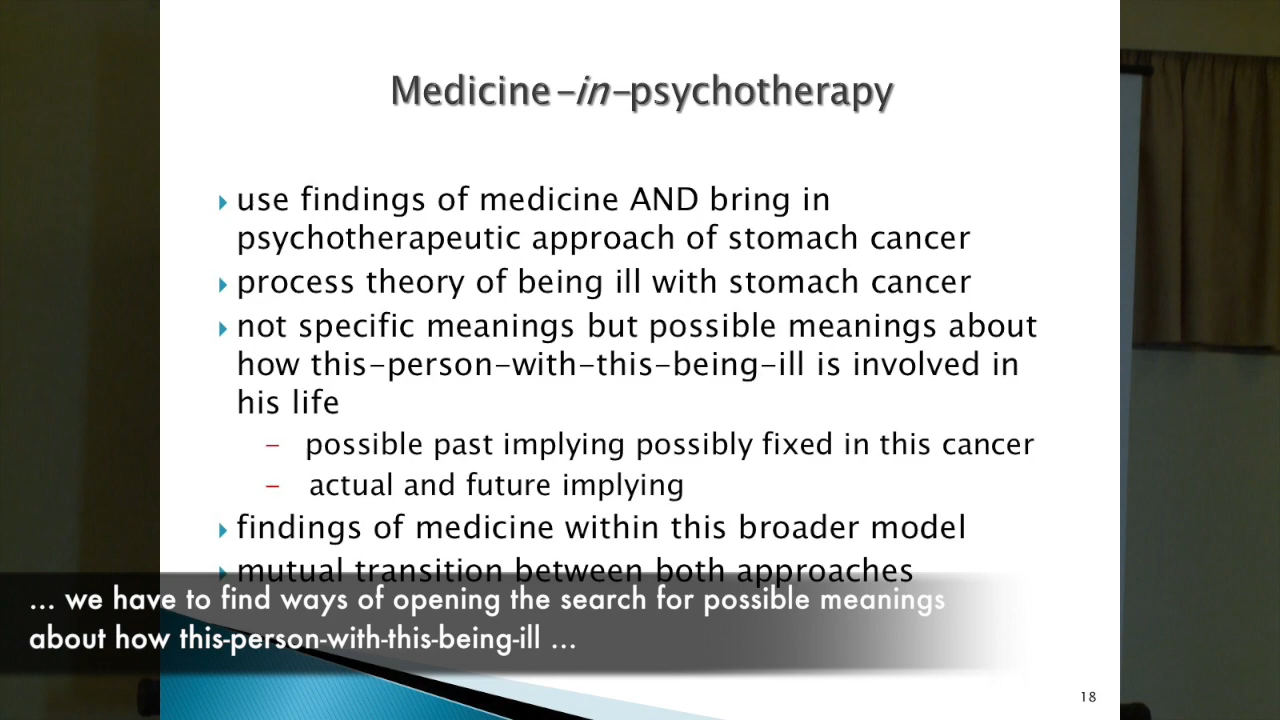 Medicine-in-psychotherapy
use findings of medicine AND bring in
psychotherapeutic approach of stomach cancer
process theory of being ill with stomach cancer
not specific meanings but possible meanings about
how this-person-with-this-being-ill is involved in
his life
- possible past implying possibly fixed in this cancer
- actual and future implying
findings of medicine within this broader model
mutual transition between both approaches
... we have to find ways of opening the search for possible meanings
about how this-person-with-this-being-ill ...
18